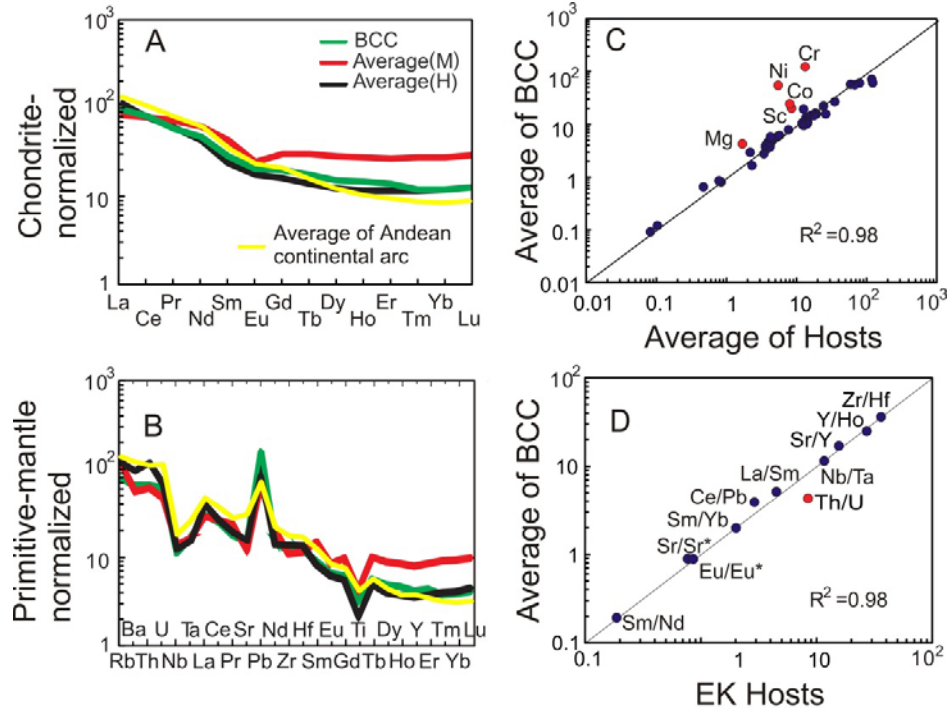 A
BCC
Average(M)
Average(H)
Average of Andean
continental arc
Chondrite-
normalized
10³
10²
10
1
La Pr Sm Gd Dy Er Yb
Ce Nd Eu Tb Ho Tm Lu
B
Primitive-mantle
normalized
10³
10²
10
1
Ba U Ta Ce Sr Nd Hf Eu Ti Dy Y Tm Lu
Rb Th Nb La Pr Pb Zr Sm Gd Tb Ho Er Yb
C
Cr
Ni
Co
Sc
Mg
R²=0.98
Average of BCC
10³
10²
10
1
0.1
0.01
0.01 0.1 1 10 10² 10³
Average of Hosts
D
Zr/Hf
Y/Ho
Sr/Y
Nb/Ta
La/Sm
Th/U
Ce/Pb
Sm/Yb
Sr/Sr*
Eu/Eu*
Sm/Nd
R²=0.98
Average of BCC
10²
10
1
0.1
0.1 1 10 10²
EK Hosts